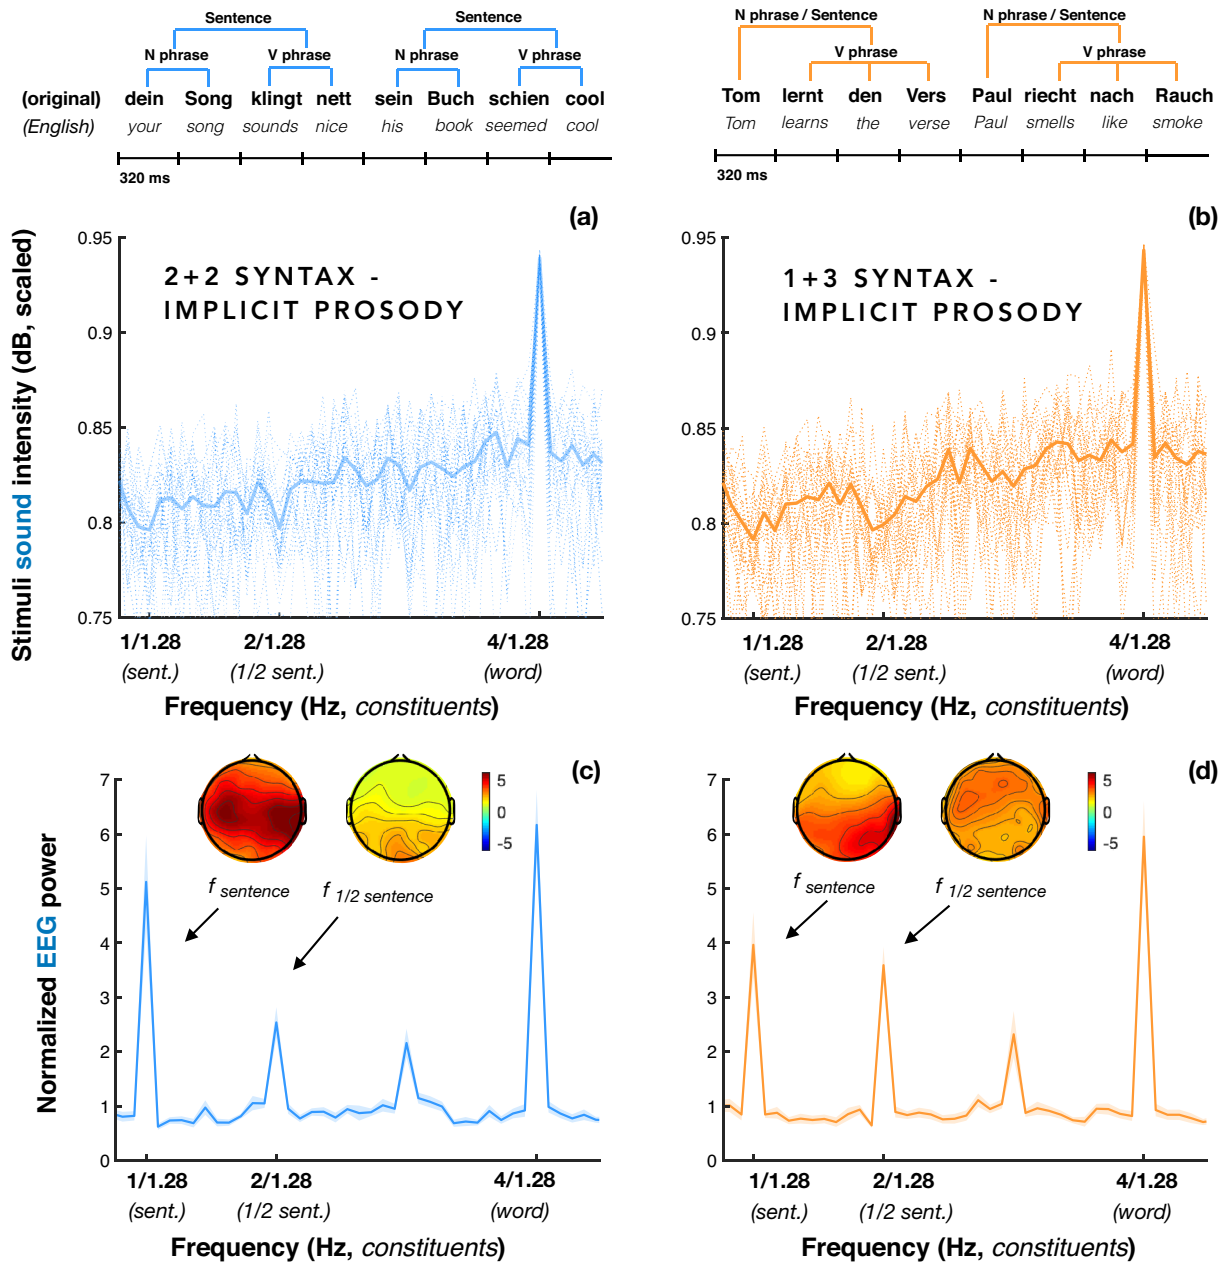 Sentence Sentence
N phrase V phrase N phrase V phrase
(original) dein Song klingt nett sein Buch schien cool
(English) your song sounds nice his book seemed cool
320 ms
N phrase / Sentence N phrase / Sentence
V phrase V phrase
Tom lernt den Vers Paul riecht nach Rauch
Tom learns the verse Paul smells like smoke
320 ms
(a)
Stimuli sound intensity (dB, scaled)
0.95
0.9
0.85
0.8
0.75
2+2 SYNTAX -
IMPLICIT PROSODY
1/1.28 2/1.28 4/1.28
(sent.) (1/2 sent.) (word)
Frequency (Hz, constituents)
(b)
0.95
0.9
0.85
0.8
0.75
1+3 SYNTAX -
IMPLICIT PROSODY
1/1.28 2/1.28 4/1.28
(sent.) (1/2 sent.) (word)
Frequency (Hz, constituents)
(c)
Normalized EEG power
7
6
5
4
3
2
1
0
5
0
-5
f sentence
f 1/2 sentence
1/1.28 2/1.28 4/1.28
(sent.) (1/2 sent.) (word)
Frequency (Hz, constituents)
(d)
7
6
5
4
3
2
1
0
5
0
-5
f sentence
f 1/2 sentence
1/1.28 2/1.28 4/1.28
(sent.) (1/2 sent.) (word)
Frequency (Hz, constituents)